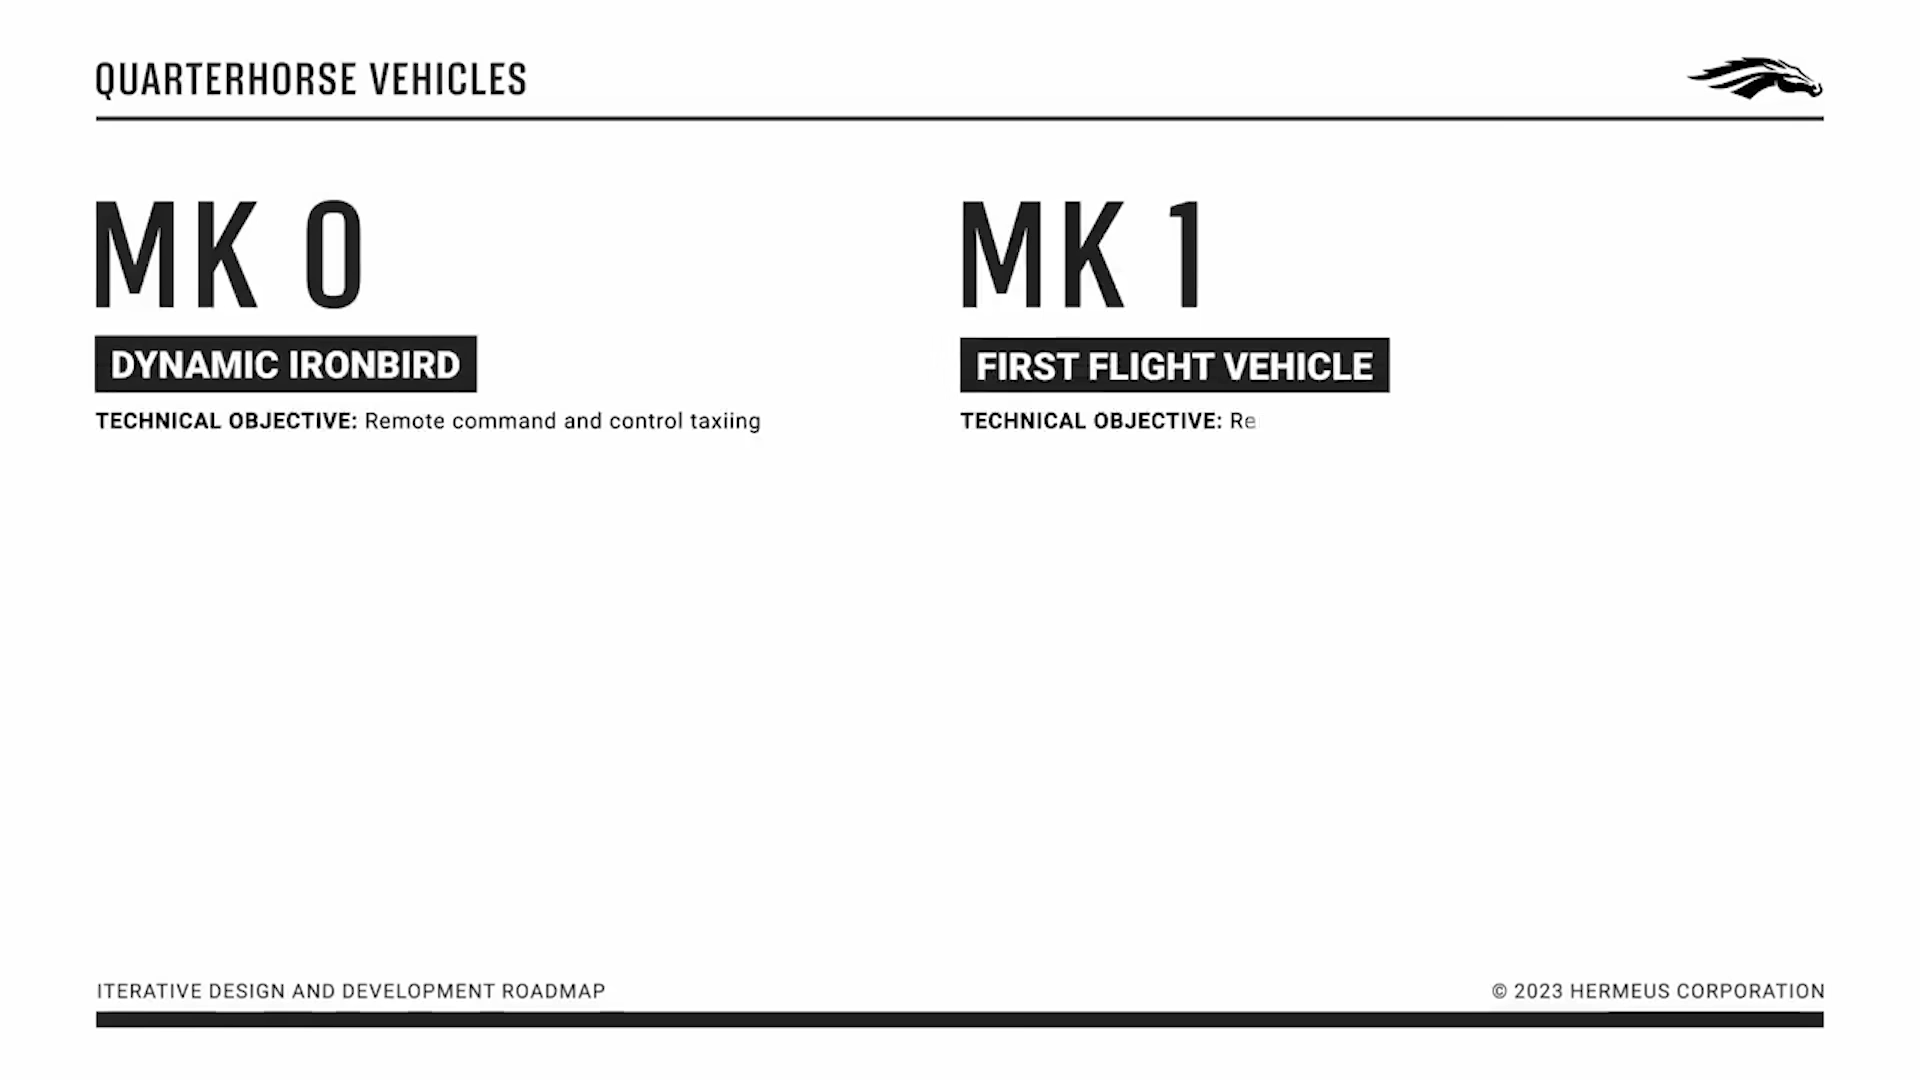 QUARTERHORSE VEHICLES
MK 0
DYNAMIC IRONBIRD
TECHNICAL OBJECTIVE: Remote command and control taxiing
MK 1
FIRST FLIGHT VEHICLE
TECHNICAL OBJECTIVE: Re
ITERATIVE DESIGN AND DEVELOPMENT ROADMAP
© 2023 HERMEUS CORPORATION